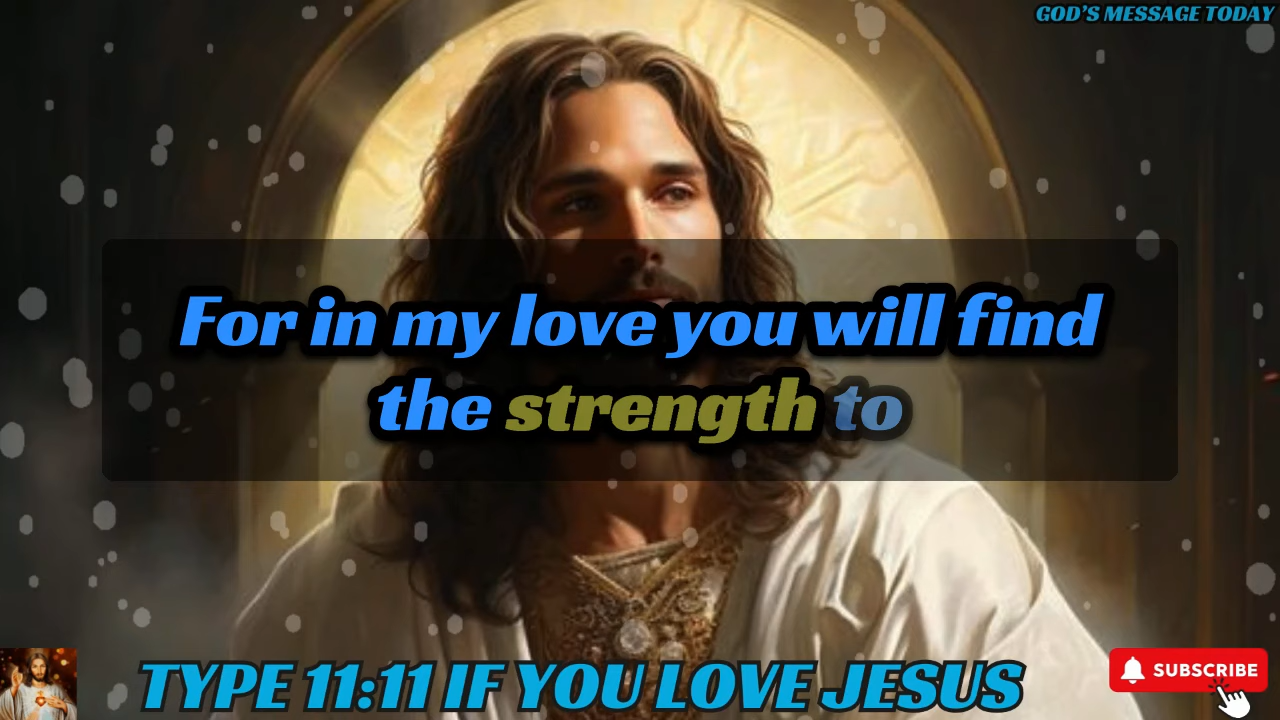 GOD'S MESSAGE TODAY
For in my love you will find
the strength to
TYPE 11:11 IF YOU LOVE JESUS
SUBSCRIBE